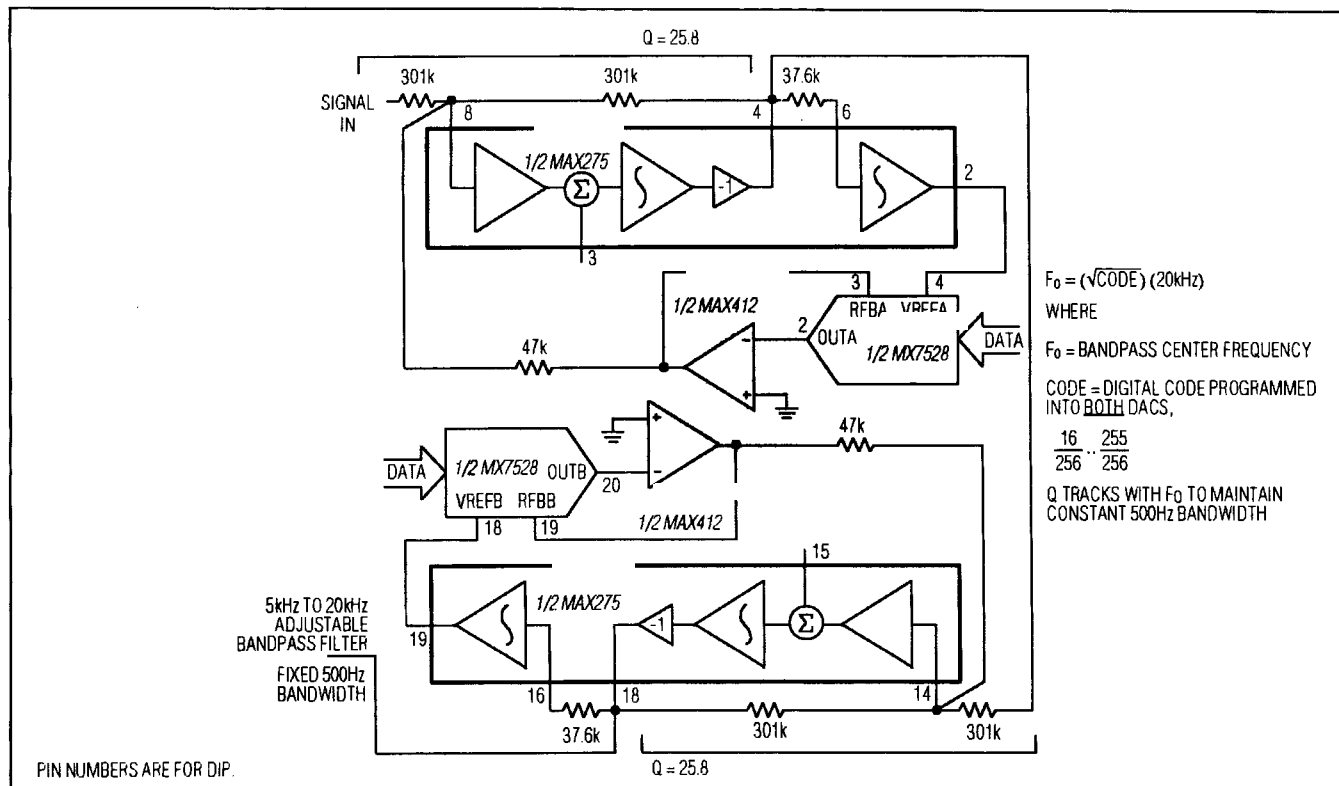 Q = 25.8
301k
301k
37.6k
SIGNAL
IN
8
4
6
1/2 MAX275
Σ
-1
2
3
3
4
1/2 MAX412
RFBA VREFA
2
OUTA
1/2 MX7528
DATA
47k
F₀ = (√CODE) (20kHz)
WHERE
F₀ = BANDPASS CENTER FREQUENCY
CODE = DIGITAL CODE PROGRAMMED
INTO BOTH DACS,
16/256 .. 255/256
Q TRACKS WITH F₀ TO MAINTAIN
CONSTANT 500Hz BANDWIDTH
+
-
47k
DATA
1/2 MX7528 OUTB
20
VREFB RFBB
18
19
1/2 MAX412
15
5kHz TO 20kHz
ADJUSTABLE
BANDPASS FILTER
FIXED 500Hz
BANDWIDTH
19
1/2 MAX275
-1
Σ
16
18
14
37.6k
301k
301k
Q = 25.8
PIN NUMBERS ARE FOR DIP.